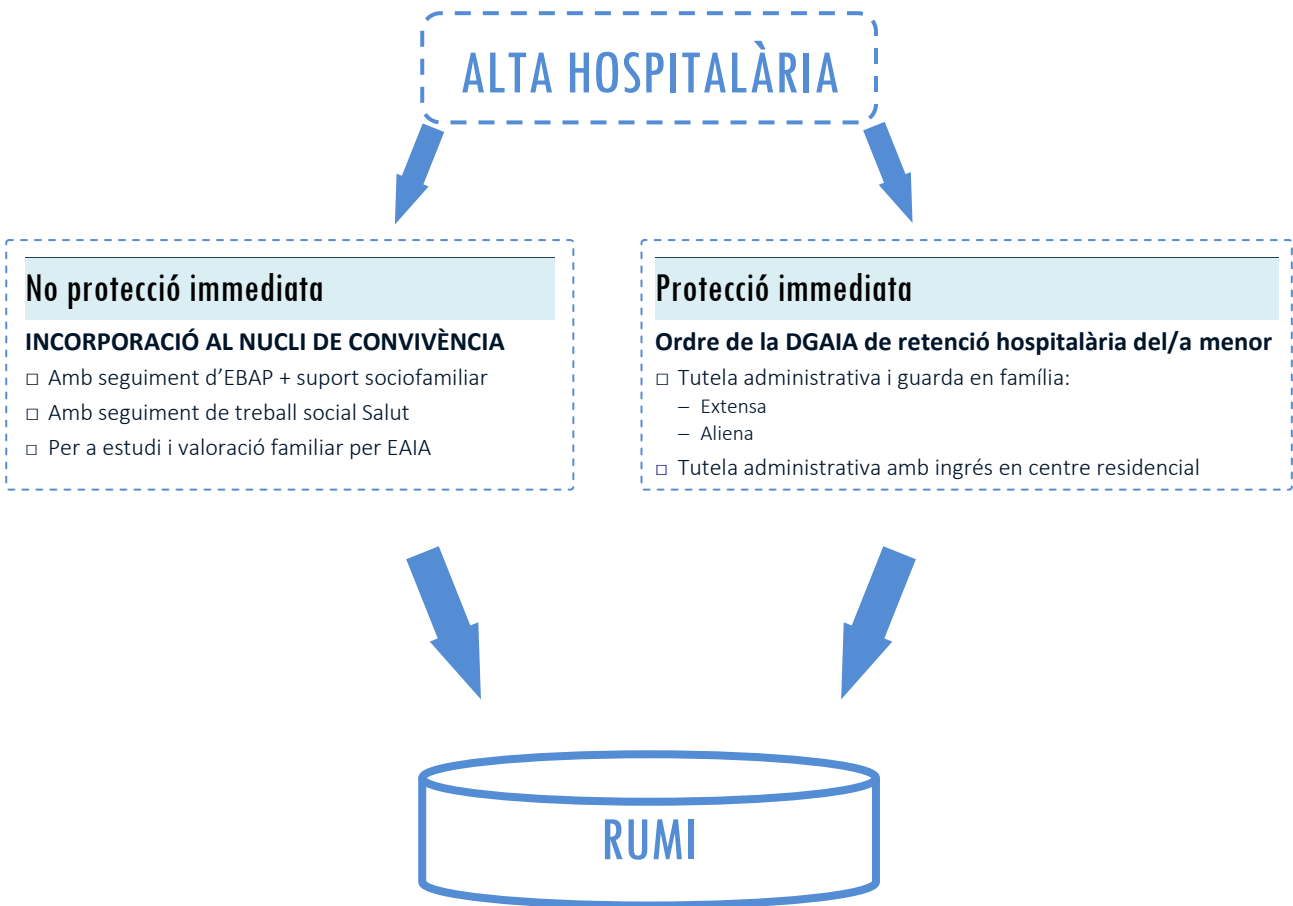 ALTA HOSPITALÀRIA
No protecció immediata
INCORPORACIÓ AL NUCLI DE CONVIVÈNCIA
□ Amb seguiment d’EBAP + suport sociofamiliar
□ Amb seguiment de treball social Salut
□ Per a estudi i valoració familiar per EAIA
Protecció immediata
Ordre de la DGAIA de retenció hospitalària del/a menor
□ Tutela administrativa i guarda en família:
– Extensa
– Aliena
□ Tutela administrativa amb ingrés en centre residencial
RUMI